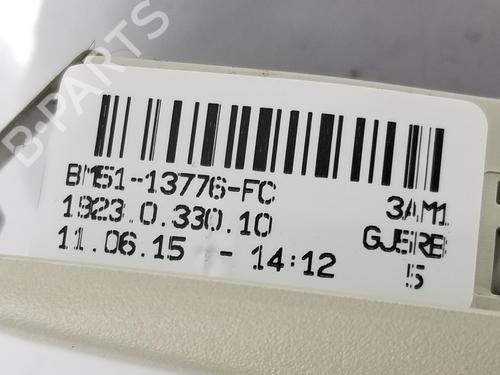 B-PARTS
BM51-13776-FC
1923.0.330.10
11.06.15 - 14:12
3AM1
GJ5RB
5